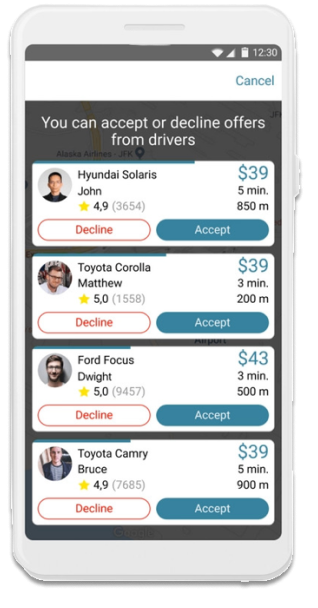 12:30
Cancel
You can accept or decline offers
from drivers
Alaska Airlines - JFK
Hyundai Solaris $39
John 5 min.
4,9 (3654) 850 m
Decline Accept
Toyota Corolla $39
Matthew 3 min.
5,0 (1558) 200 m
Decline Accept
Airport
Ford Focus $43
Dwight 3 min.
5,0 (9457) 500 m
Decline Accept
Toyota Camry $39
Bruce 5 min.
4,9 (7685) 900 m
Decline Accept